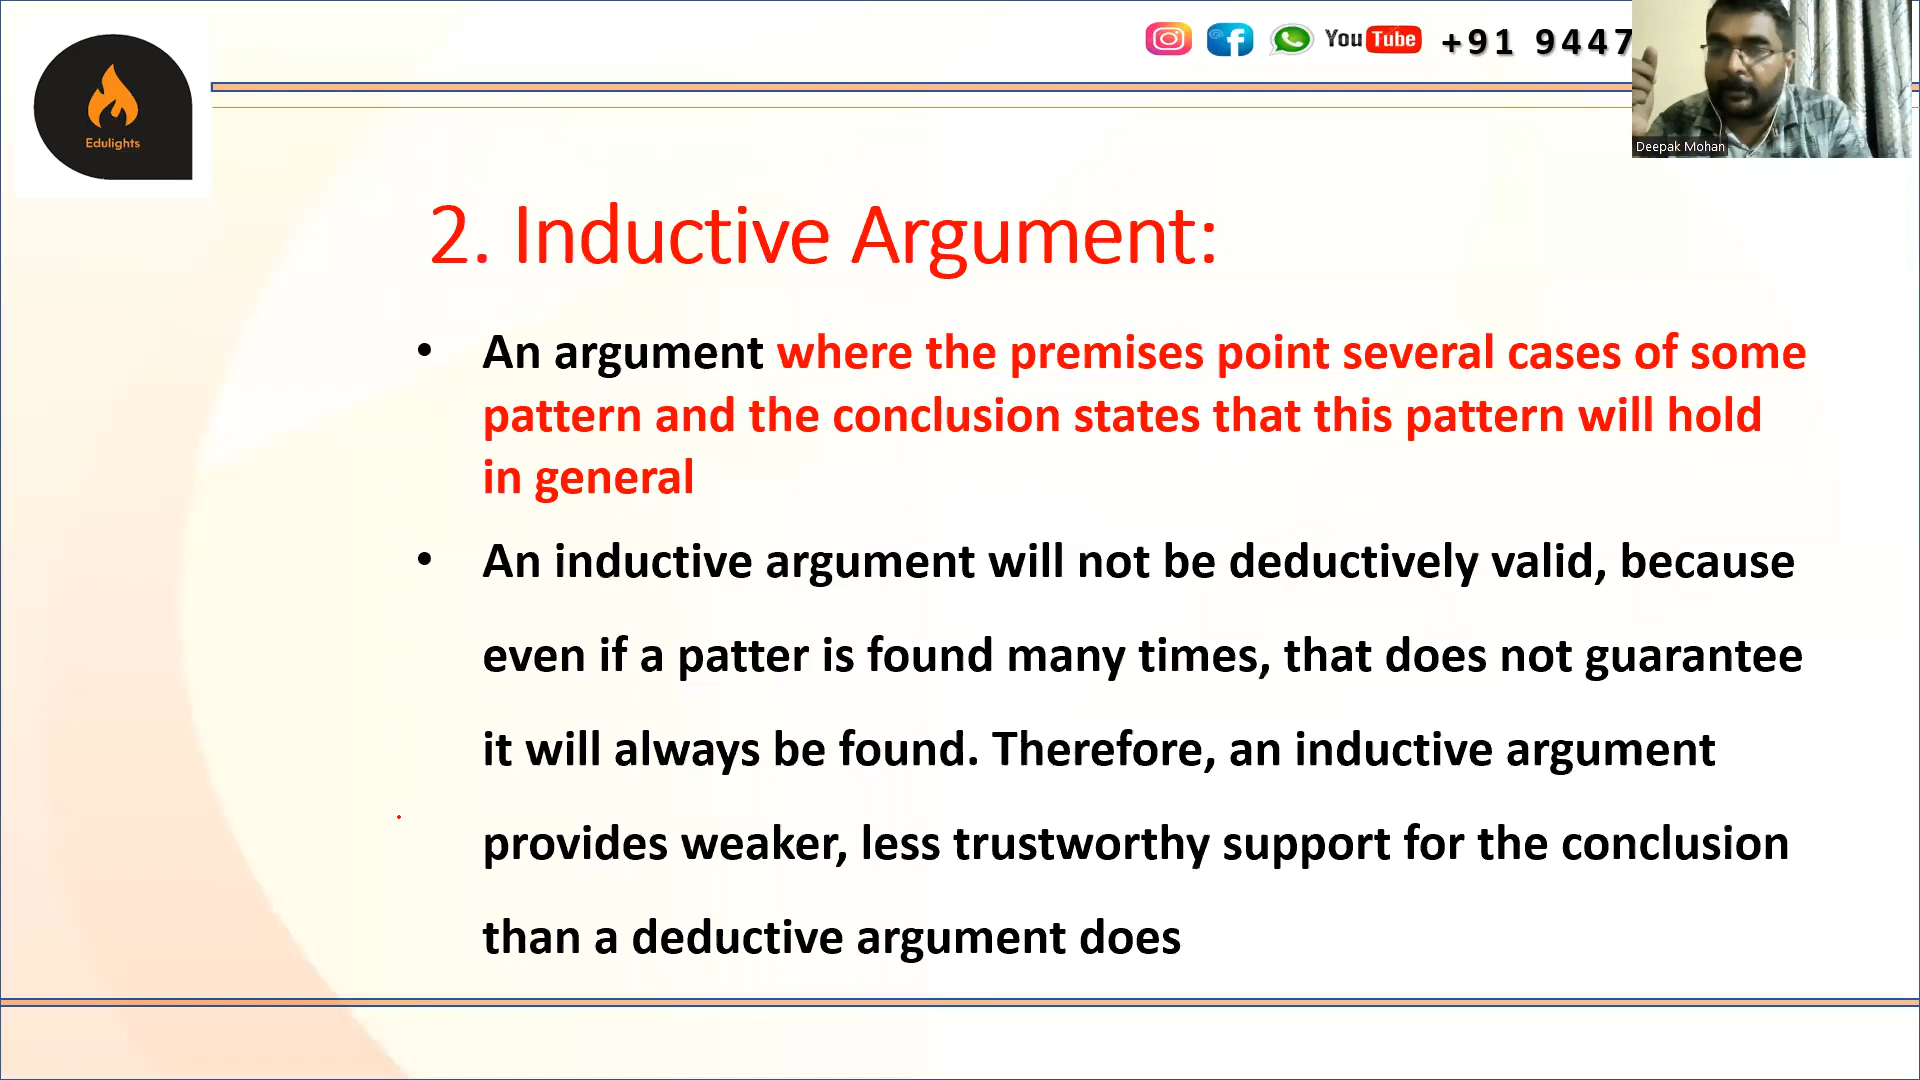 Edulights
You Tube +91 9447
Deepak Mohan
2. Inductive Argument:
• An argument where the premises point several cases of some
pattern and the conclusion states that this pattern will hold
in general
• An inductive argument will not be deductively valid, because
even if a patter is found many times, that does not guarantee
it will always be found. Therefore, an inductive argument
provides weaker, less trustworthy support for the conclusion
than a deductive argument does